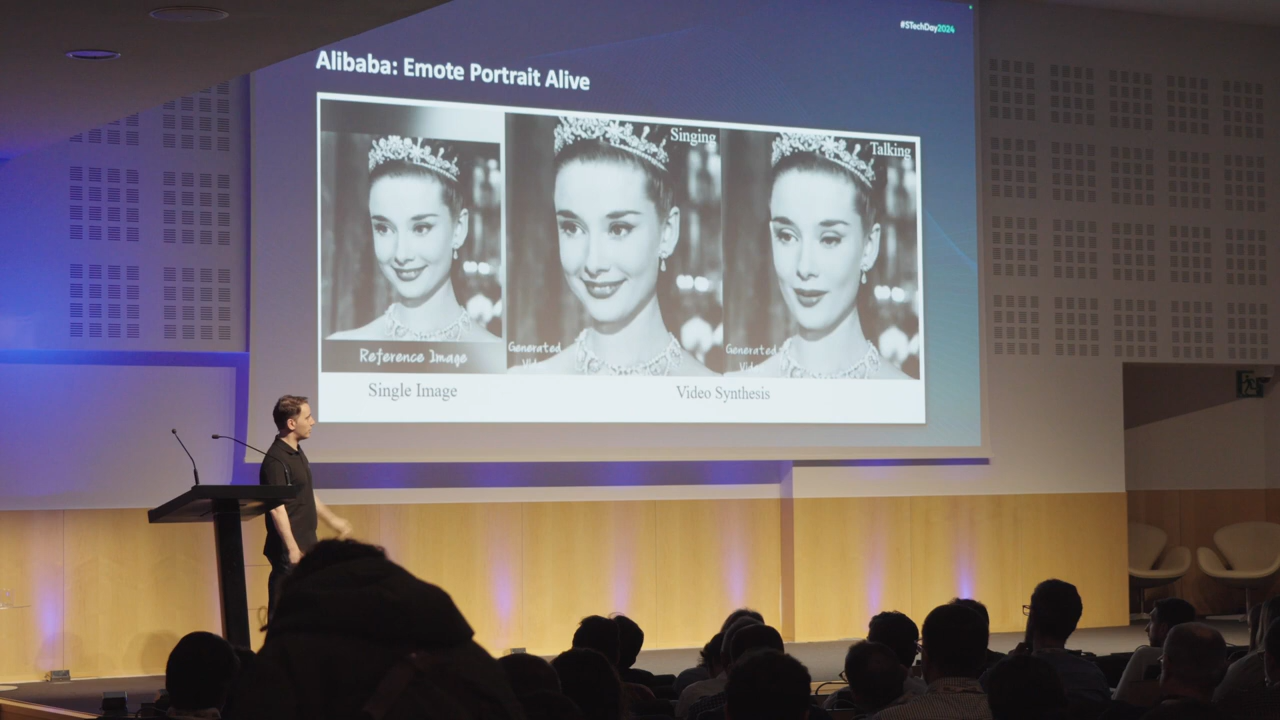 #STechDay2024
Alibaba: Emote Portrait Alive
Singing
Talking
Reference Image
Generated
Generated
Single Image
Video Synthesis